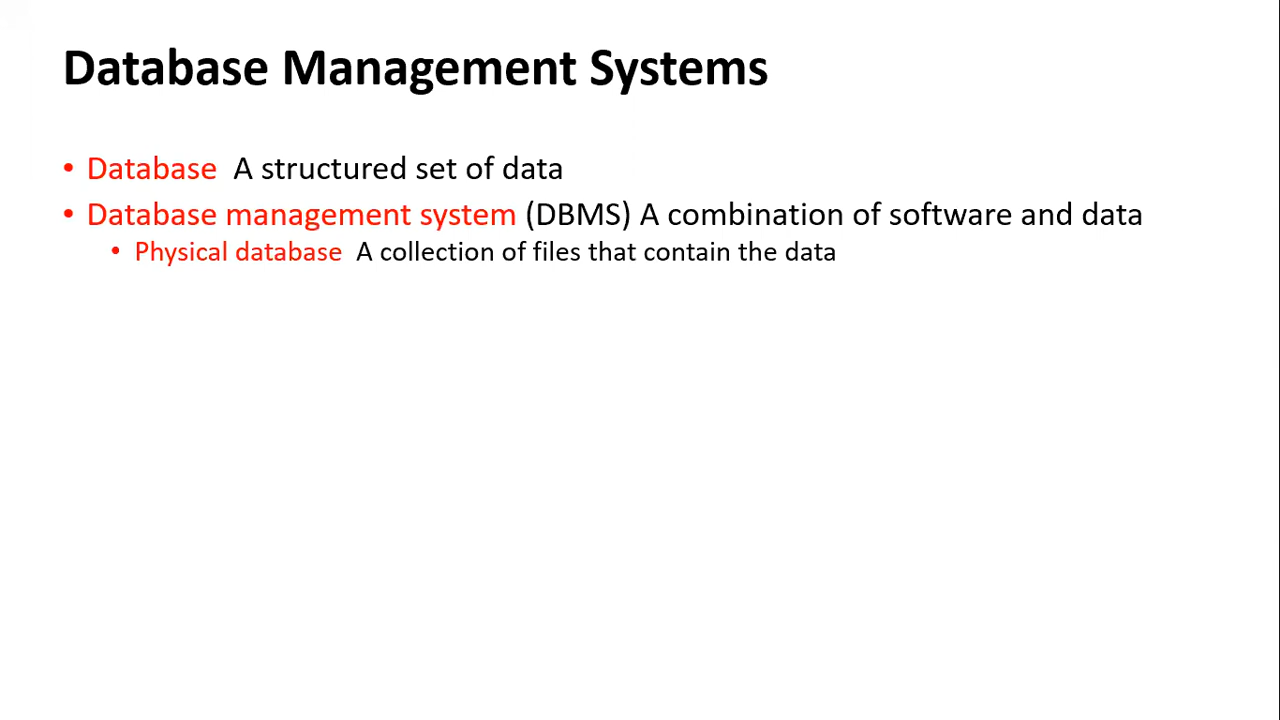 Database Management Systems
• Database  A structured set of data
• Database management system (DBMS) A combination of software and data
• Physical database  A collection of files that contain the data